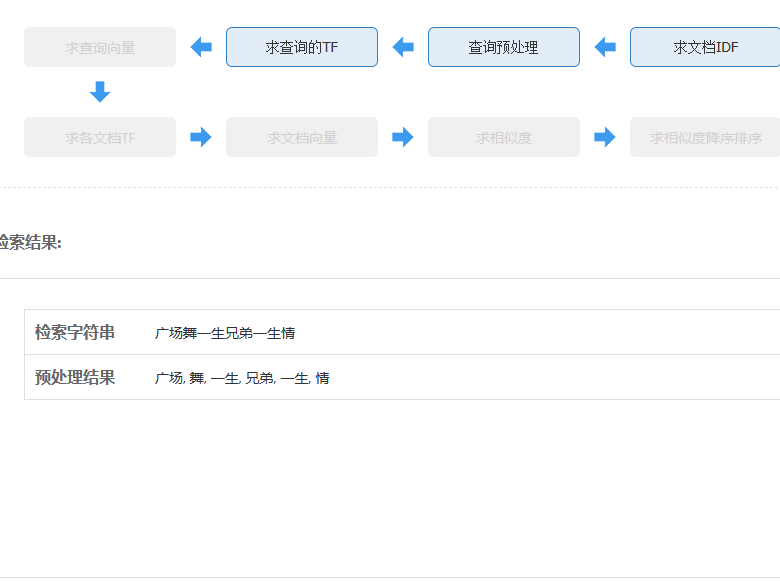 求查询向量 求查询的TF 查询预处理 求文档IDF
求各文档TF 求文档向量 求相似度 求相似度降序排序
检索结果:
检索字符串 广场舞一生兄弟一生情
预处理结果 广场, 舞, 一生, 兄弟, 一生, 情